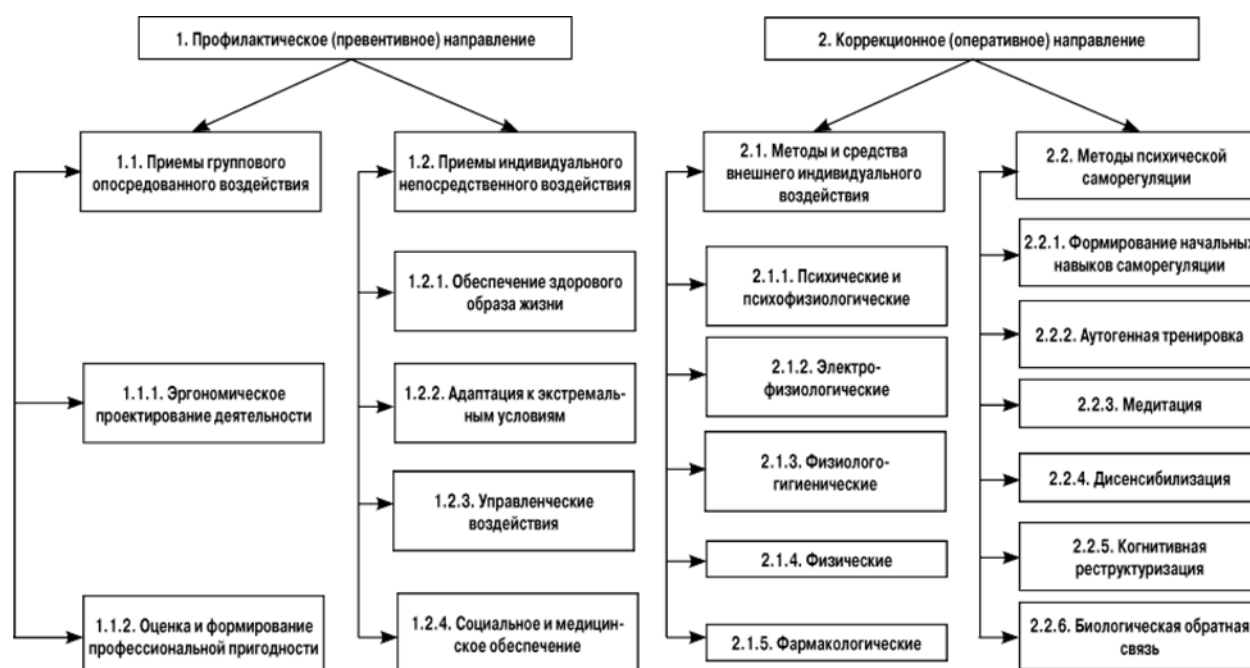 1. Профилактическое (превентивное) направление
2. Коррекционное (оперативное) направление
1.1. Приемы группового
опосредованного воздействия
1.2. Приемы индивидуального
непосредственного воздействия
2.1. Методы и средства
внешнего индивидуального
воздействия
2.2. Методы психической
саморегуляции
1.1.1. Эргономическое
проектирование деятельности
1.1.2. Оценка и формирование
профессиональной пригодности
1.2.1. Обеспечение здорового
образа жизни
1.2.2. Адаптация к экстремаль-
ным условиям
1.2.3. Управленческие
воздействия
1.2.4. Социальное и медицин-
ское обеспечение
2.1.1. Психические и
психофизиологические
2.1.2. Электро-
физиологические
2.1.3. Физиолого-
гигиенические
2.1.4. Физические
2.1.5. Фармакологические
2.2.1. Формирование начальных
навыков саморегуляции
2.2.2. Аутогенная тренировка
2.2.3. Медитация
2.2.4. Дисенсибилизация
2.2.5. Когнитивная
реструктуризация
2.2.6. Биологическая обратная
связь